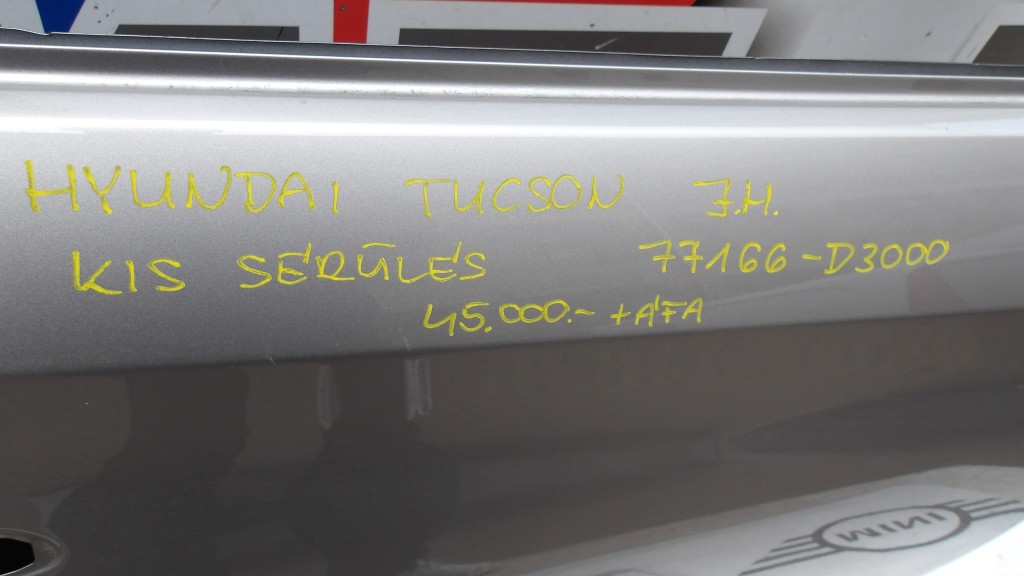 HYUNDAI TUCSON J.H.
KIS SÉRÜLÉS 77166-D3000
45.000.- +ÁFA
MINI